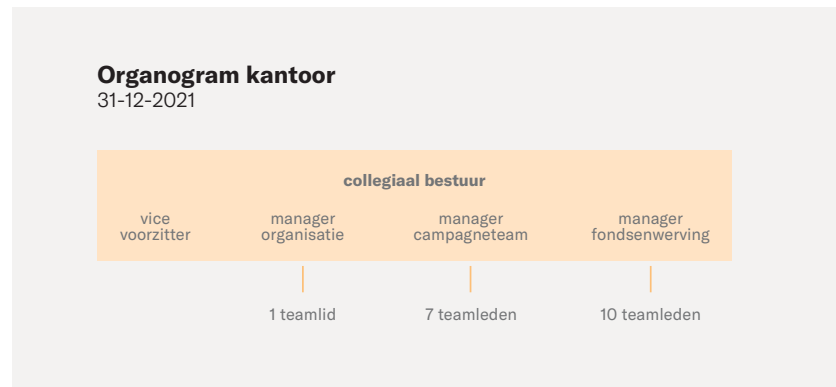 Organogram kantoor
31-12-2021
collegiaal bestuur
vice
voorzitter
manager
organisatie
manager
campagneteam
manager
fondsenwerving
1 teamlid
7 teamleden
10 teamleden